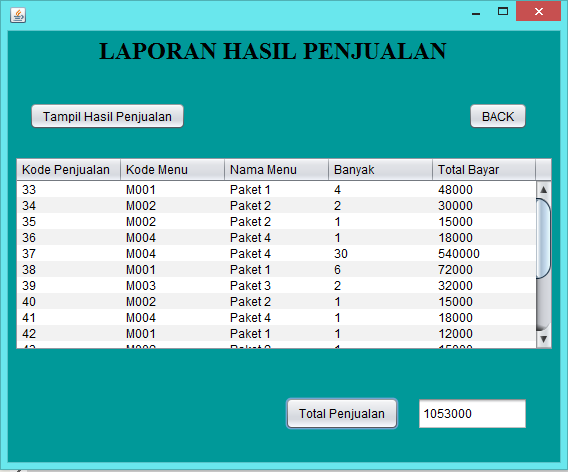 LAPORAN HASIL PENJUALAN
Tampil Hasil Penjualan BACK
Kode Penjualan Kode Menu Nama Menu Banyak Total Bayar
33 M001 Paket 1 4 48000
34 M002 Paket 2 2 30000
35 M002 Paket 2 1 15000
36 M004 Paket 4 1 18000
37 M004 Paket 4 30 540000
38 M001 Paket 1 6 72000
39 M003 Paket 3 2 32000
40 M002 Paket 2 1 15000
41 M004 Paket 4 1 18000
42 M001 Paket 1 1 12000
Total Penjualan 1053000